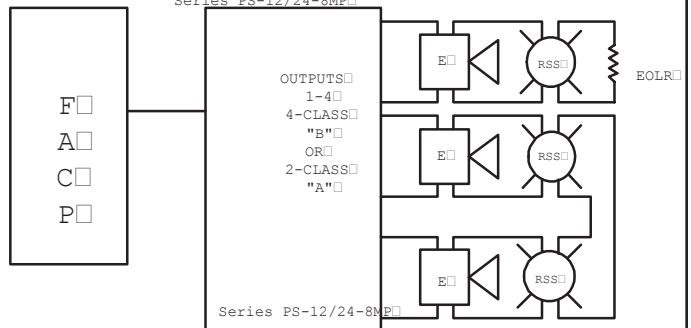 Series PS-12/24-8MP
F
A
C
P
OUTPUTS
1-4
4-CLASS
"B"
OR
2-CLASS
"A"
E
RSS
EOLR
E
RSS
E
RSS
Series PS-12/24-8MP